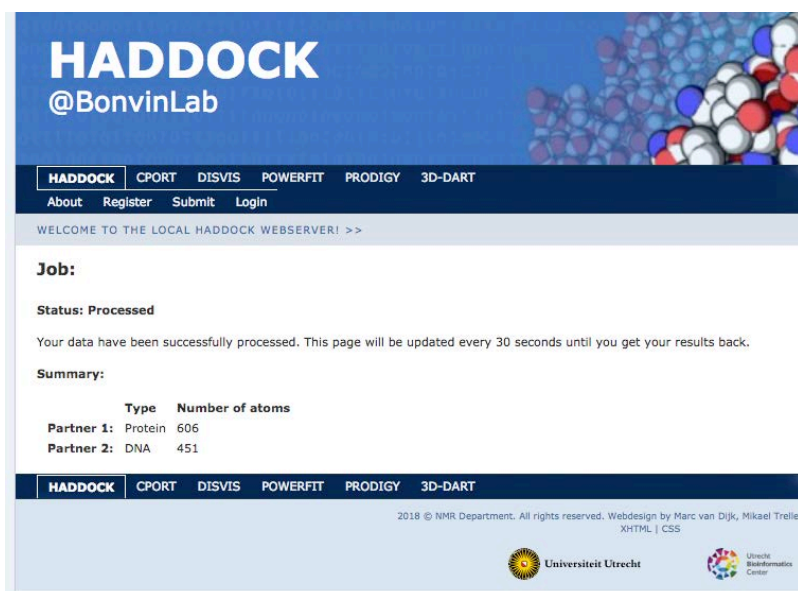 HADDOCK
@BonvinLab
HADDOCK CPORT DISVIS POWERFIT PRODIGY 3D-DART
About Register Submit Login
WELCOME TO THE LOCAL HADDOCK WEBSERVER! >>
Job:
Status: Processed
Your data have been successfully processed. This page will be updated every 30 seconds until you get your results back.
Summary:
Type Number of atoms
Partner 1: Protein 606
Partner 2: DNA 451
HADDOCK CPORT DISVIS POWERFIT PRODIGY 3D-DART
2018 © NMR Department. All rights reserved. Webdesign by Marc van Dijk, Mikael Trelle
XHTML | CSS
Universiteit Utrecht
Utrecht
Bioinformatics
Center